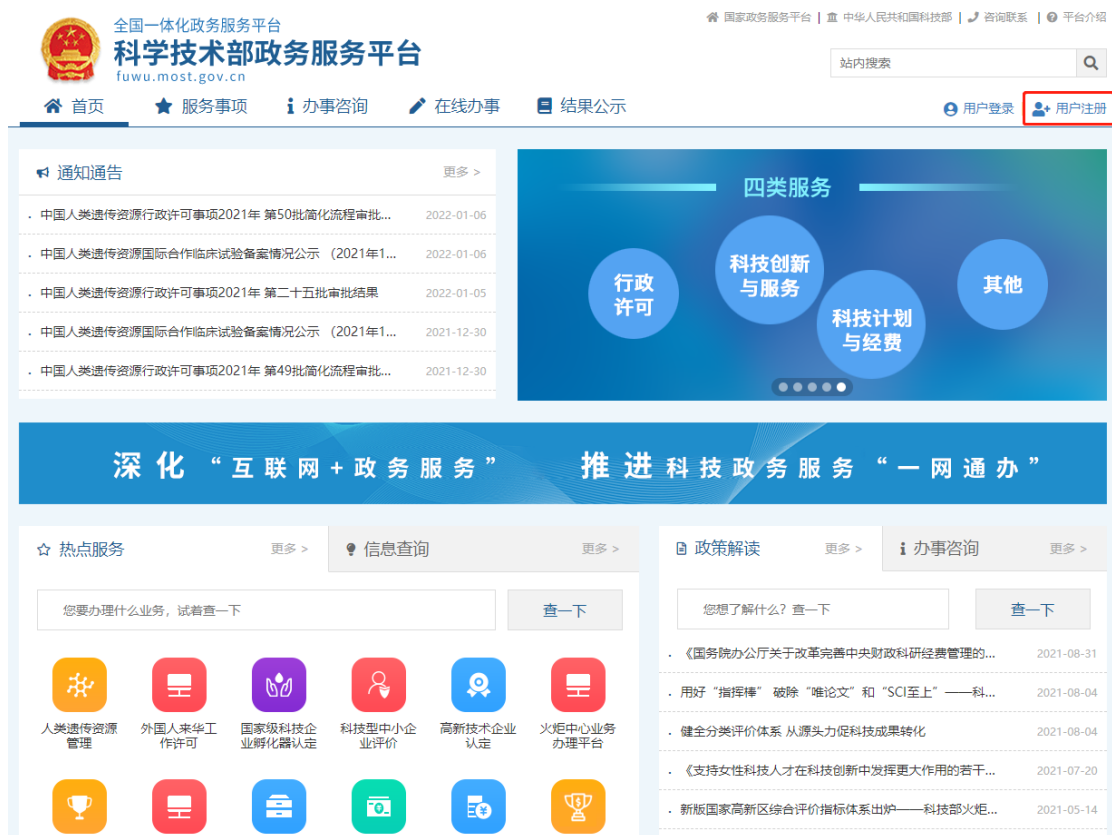 国家政务服务平台 | 中华人民共和国科技部 | 咨询联系 | 平台介绍
全国一体化政务服务平台
科学技术部政务服务平台
fuwu.most.gov.cn
站内搜索
首页 服务事项 办事咨询 在线办事 结果公示 用户登录 用户注册
通知通告 更多 >
· 中国人类遗传资源行政许可事项2021年 第50批简化流程审批... 2022-01-06
· 中国人类遗传资源国际合作临床试验备案情况公示 （2021年1... 2022-01-06
· 中国人类遗传资源行政许可事项2021年 第二十五批审批结果 2022-01-05
· 中国人类遗传资源国际合作临床试验备案情况公示 （2021年1... 2021-12-30
· 中国人类遗传资源行政许可事项2021年 第49批简化流程审批... 2021-12-30
四类服务
行政
许可
科技创新
与服务
科技计划
与经费
其他
深化“互联网+政务服务” 推进科技政务服务“一网通办”
热点服务 更多 > 信息查询 更多 >
您要办理什么业务，试着查一下 查一下
人类遗传资源
管理
外国人来华工
作许可
国家级科技企
业孵化器认定
科技型中小企
业评价
高新技术企业
认定
火炬中心业务
办理平台
政策解读 更多 > 办事咨询 更多 >
您想了解什么？查一下 查一下
· 《国务院办公厅关于改革完善中央财政科研经费管理的... 2021-08-31
· 用好“指挥棒” 破除“唯论文”和“SCI至上”——科... 2021-08-04
· 健全分类评价体系 从源头力促科技成果转化 2021-08-04
· 《支持女性科技人才在科技创新中发挥更大作用的若干... 2021-07-20
· 新版国家高新区综合评价指标体系出炉——科技部火炬... 2021-05-14